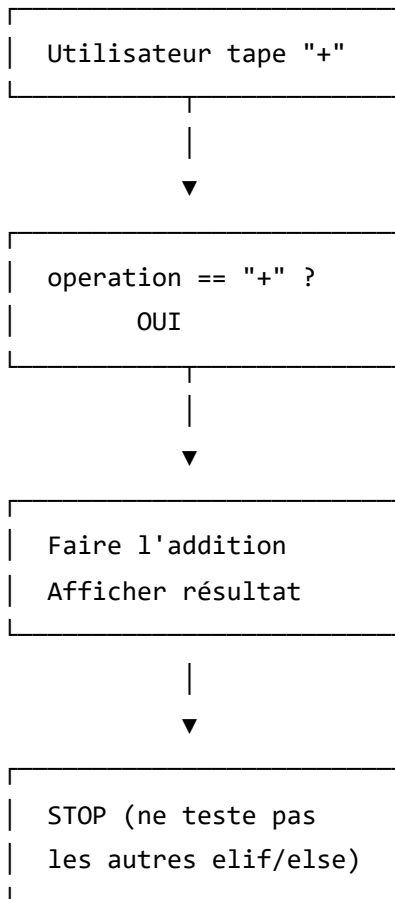 Utilisateur tape "+"
operation == "+" ?
OUI
Faire l'addition
Afficher résultat
STOP (ne teste pas
les autres elif/else)